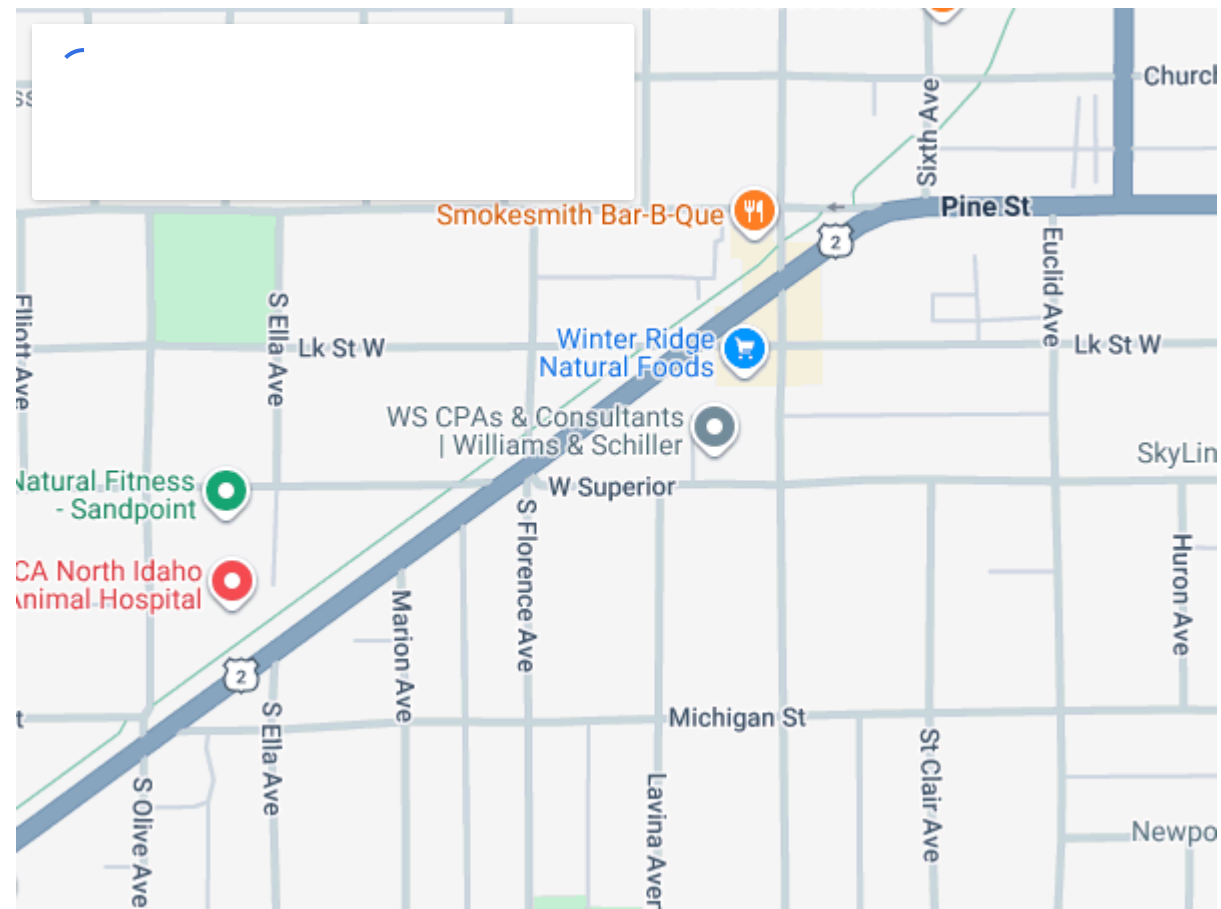 Church
Sixth Ave
Pine St
Smokesmith Bar-B-Que
2
Euclid Ave
Elliott Ave
S Ella Ave
Lk St W
Winter Ridge
Natural Foods
Lk St W
WS CPAs & Consultants
| Williams & Schiller
SkyLin
Natural Fitness
- Sandpoint
W Superior
S Florence Ave
Huron Ave
CA North Idaho
Animal Hospital
Marion Ave
2
S Ella Ave
Michigan St
St Clair Ave
S Olive Ave
Lavina Aven
Newpo